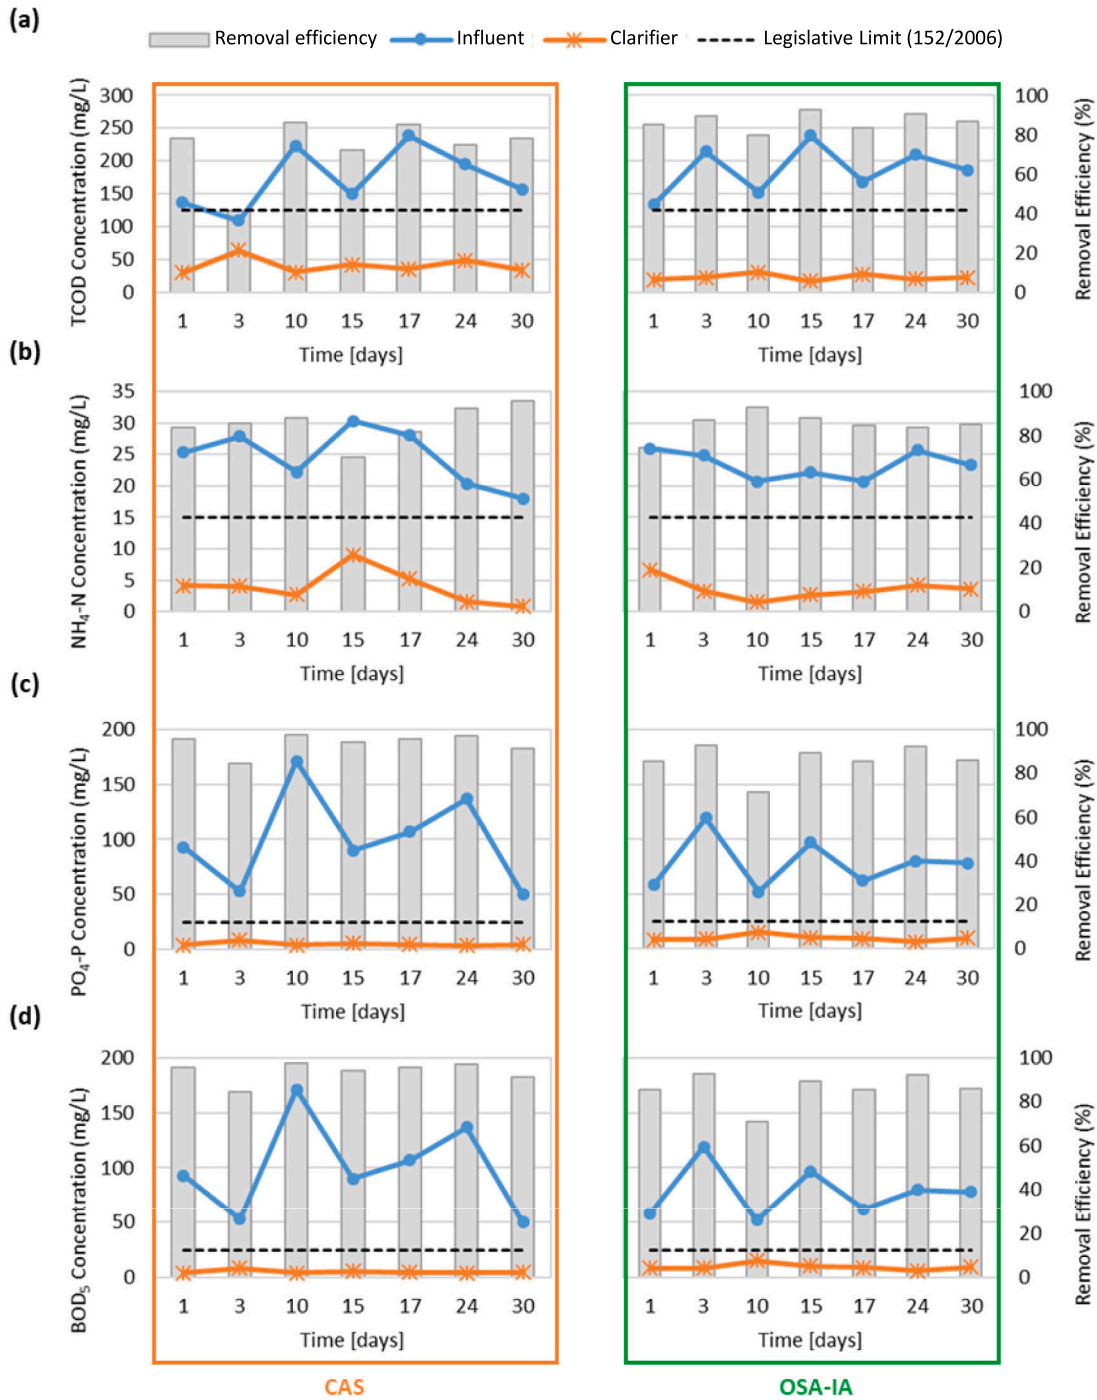 (a)
Removal efficiency Influent Clarifier Legislative Limit (152/2006)
TCOD Concentration (mg/L)
300
250
200
150
100
50
0
1 3 10 15 17 24 30
Time [days]
1 3 10 15 17 24 30
Time [days]
100
80
60
40
20
0
Removal Efficiency (%)
(b)
NH₄-N Concentration (mg/L)
35
30
25
20
15
10
5
0
1 3 10 15 17 24 30
Time [days]
1 3 10 15 17 24 30
Time [days]
100
80
60
40
20
0
Removal Efficiency (%)
(c)
PO₄-P Concentration (mg/L)
200
150
100
50
0
1 3 10 15 17 24 30
Time [days]
1 3 10 15 17 24 30
Time [days]
100
80
60
40
20
0
Removal Efficiency (%)
(d)
BOD₅ Concentration (mg/L)
200
150
100
50
0
1 3 10 15 17 24 30
Time [days]
1 3 10 15 17 24 30
Time [days]
100
80
60
40
20
0
Removal Efficiency (%)
CAS
OSA-IA